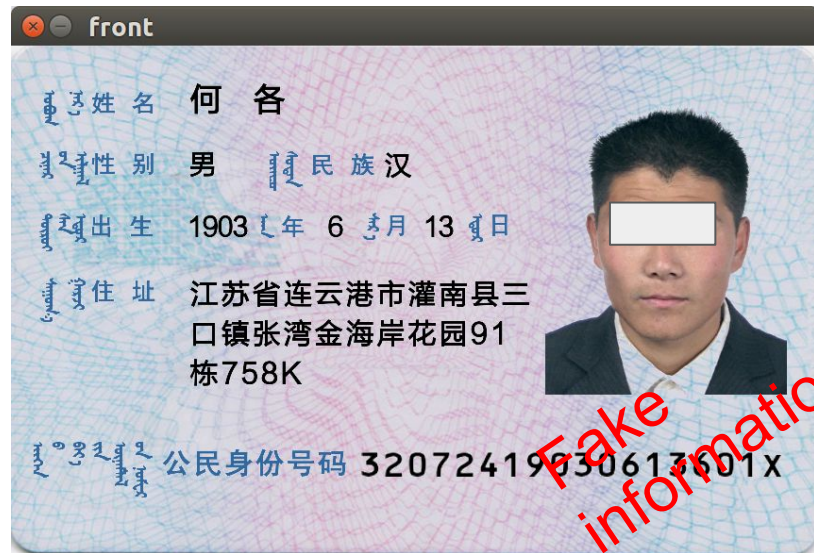 front
姓 名 何 各
性 别 男 民 族 汉
出 生 1903 年 6 月 13 日
住 址 江苏省连云港市灌南县三
口镇张湾金海岸花园91
栋758K
公民身份号码 32072419030613601X
Fake
informatio